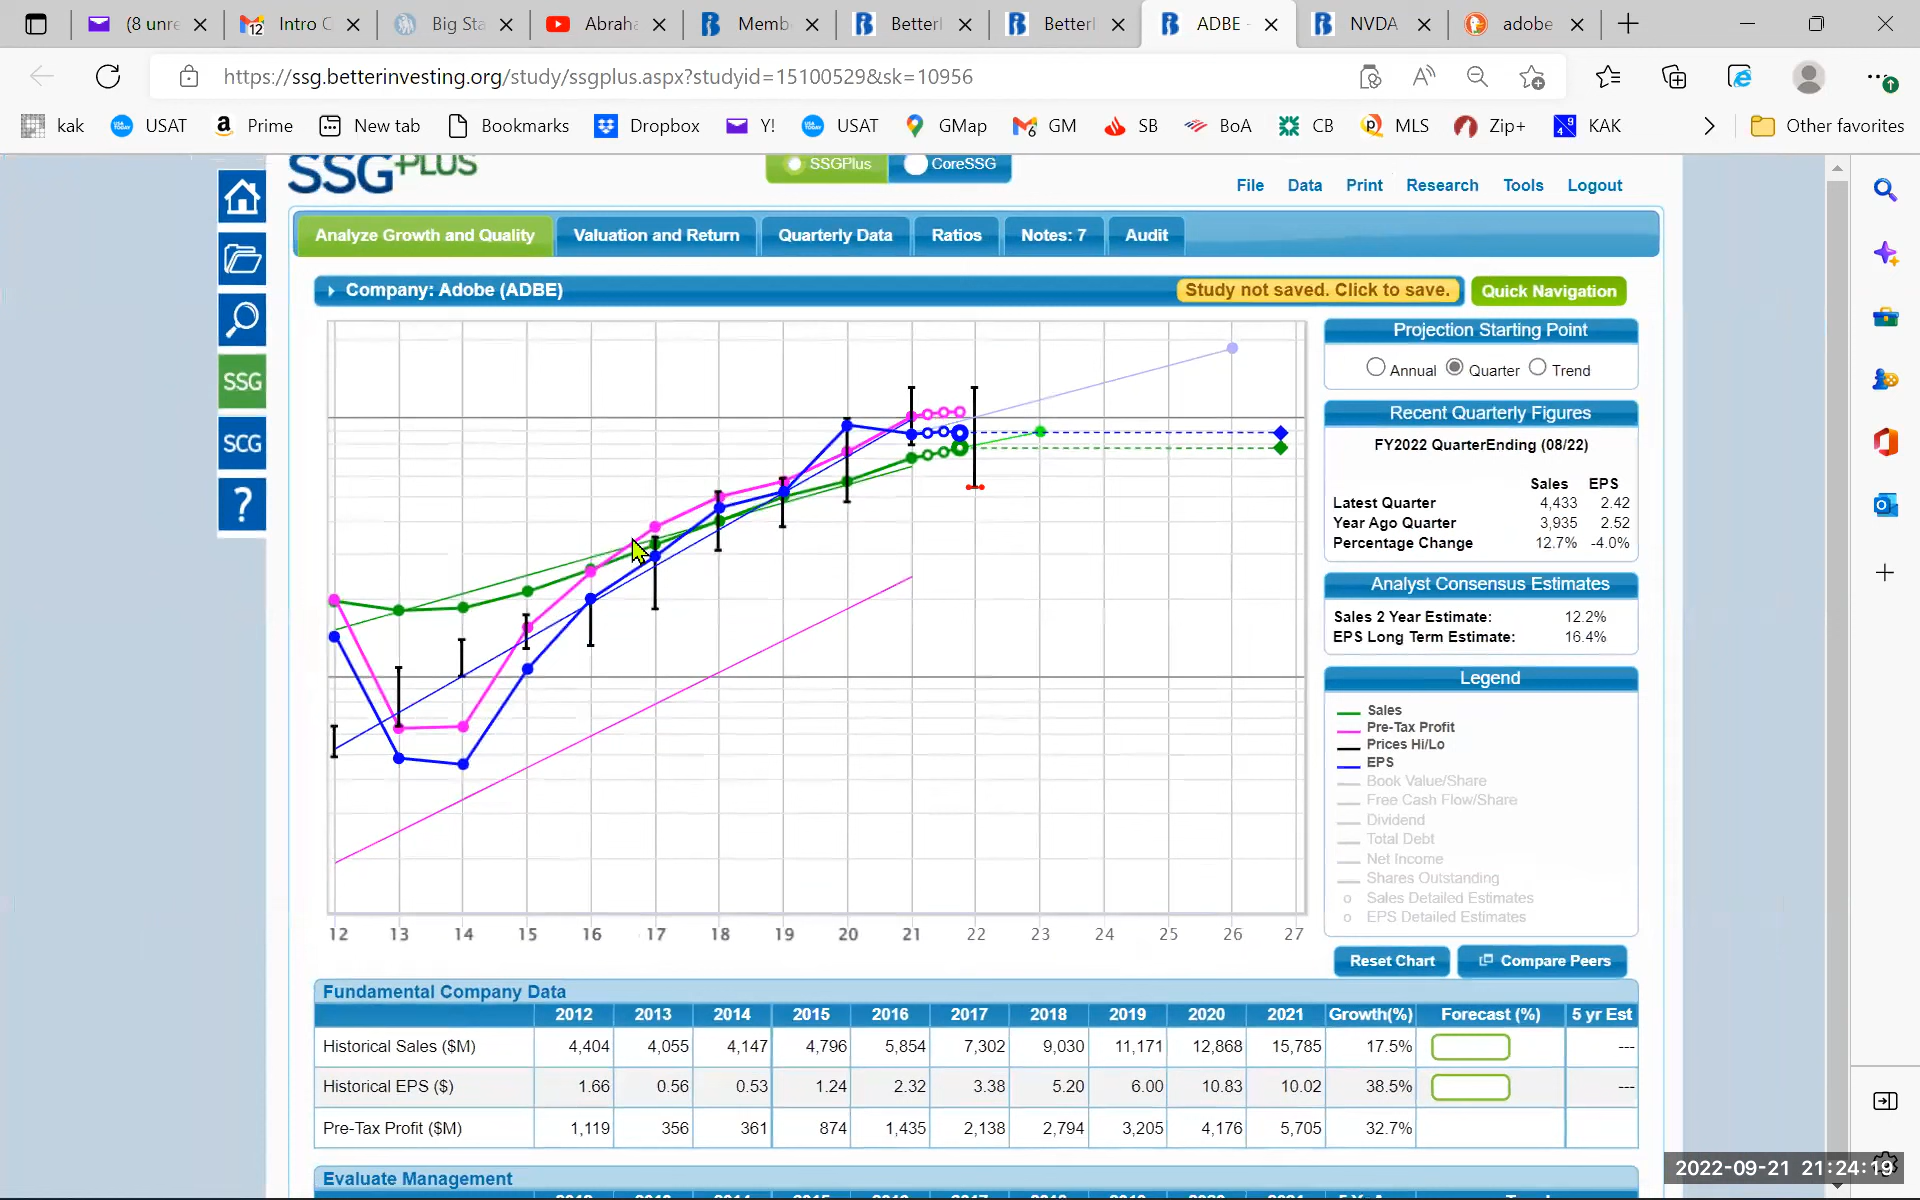 (8 unre
Intro C
Big Sta
Abrah
Memb
Betterl
Betterl
ADBE -
NVDA
adobe
https://ssg.betterinvesting.org/study/ssgplus.aspx?studyid=15100529&sk=10956
kak
USAT
Prime
New tab
Bookmarks
Dropbox
Y!
USAT
GMap
GM
SB
BoA
CB
MLS
Zip+
KAK
Other favorites
SSG+PLUS
SSGPlus
CoreSSG
File Data Print Research Tools Logout
Analyze Growth and Quality
Valuation and Return
Quarterly Data
Ratios
Notes: 7
Audit
Company: Adobe (ADBE)
Study not saved. Click to save.
Quick Navigation
SSG
SCG
?
Projection Starting Point
Annual Quarter Trend
Recent Quarterly Figures
FY2022 QuarterEnding (08/22)
Sales EPS
Latest Quarter 4,433 2.42
Year Ago Quarter 3,935 2.52
Percentage Change 12.7% -4.0%
Analyst Consensus Estimates
Sales 2 Year Estimate: 12.2%
EPS Long Term Estimate: 16.4%
Legend
Sales
Pre-Tax Profit
Prices Hi/Lo
EPS
Book Value/Share
Free Cash Flow/Share
Dividend
Total Debt
Net Income
Shares Outstanding
Sales Detailed Estimates
EPS Detailed Estimates
12 13 14 15 16 17 18 19 20 21 22 23 24 25 26 27
Reset Chart
Compare Peers
Fundamental Company Data
2012 2013 2014 2015 2016 2017 2018 2019 2020 2021 Growth(%) Forecast (%) 5 yr Est
Historical Sales ($M) 4,404 4,055 4,147 4,796 5,854 7,302 9,030 11,171 12,868 15,785 17.5% ---
Historical EPS ($) 1.66 0.56 0.53 1.24 2.32 3.38 5.20 6.00 10.83 10.02 38.5% ---
Pre-Tax Profit ($M) 1,119 356 361 874 1,435 2,138 2,794 3,205 4,176 5,705 32.7%
Evaluate Management
2022-09-21 21:24:19